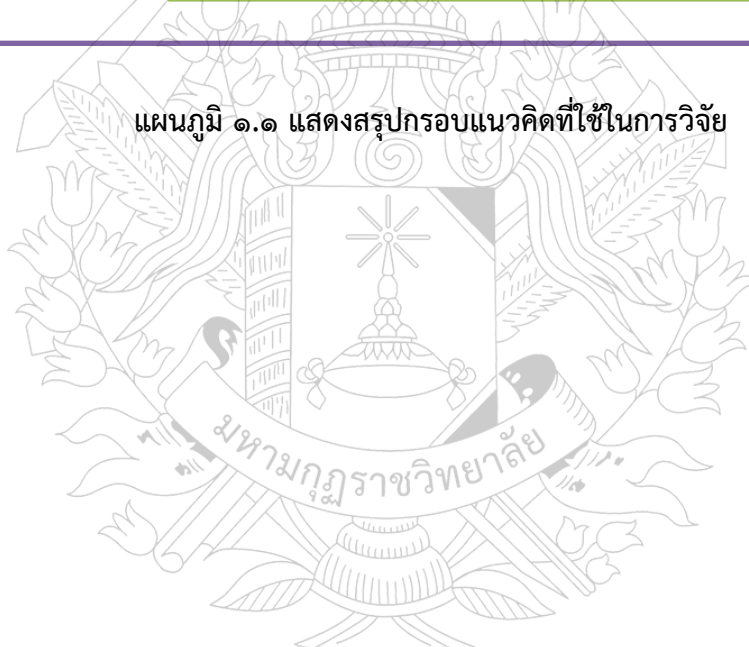 แผนภูมิ ๑.๑ แสดงสรุปกรอบแนวคิดที่ใช้ในการวิจัย
มหามกุฏราชวิทยาลัย